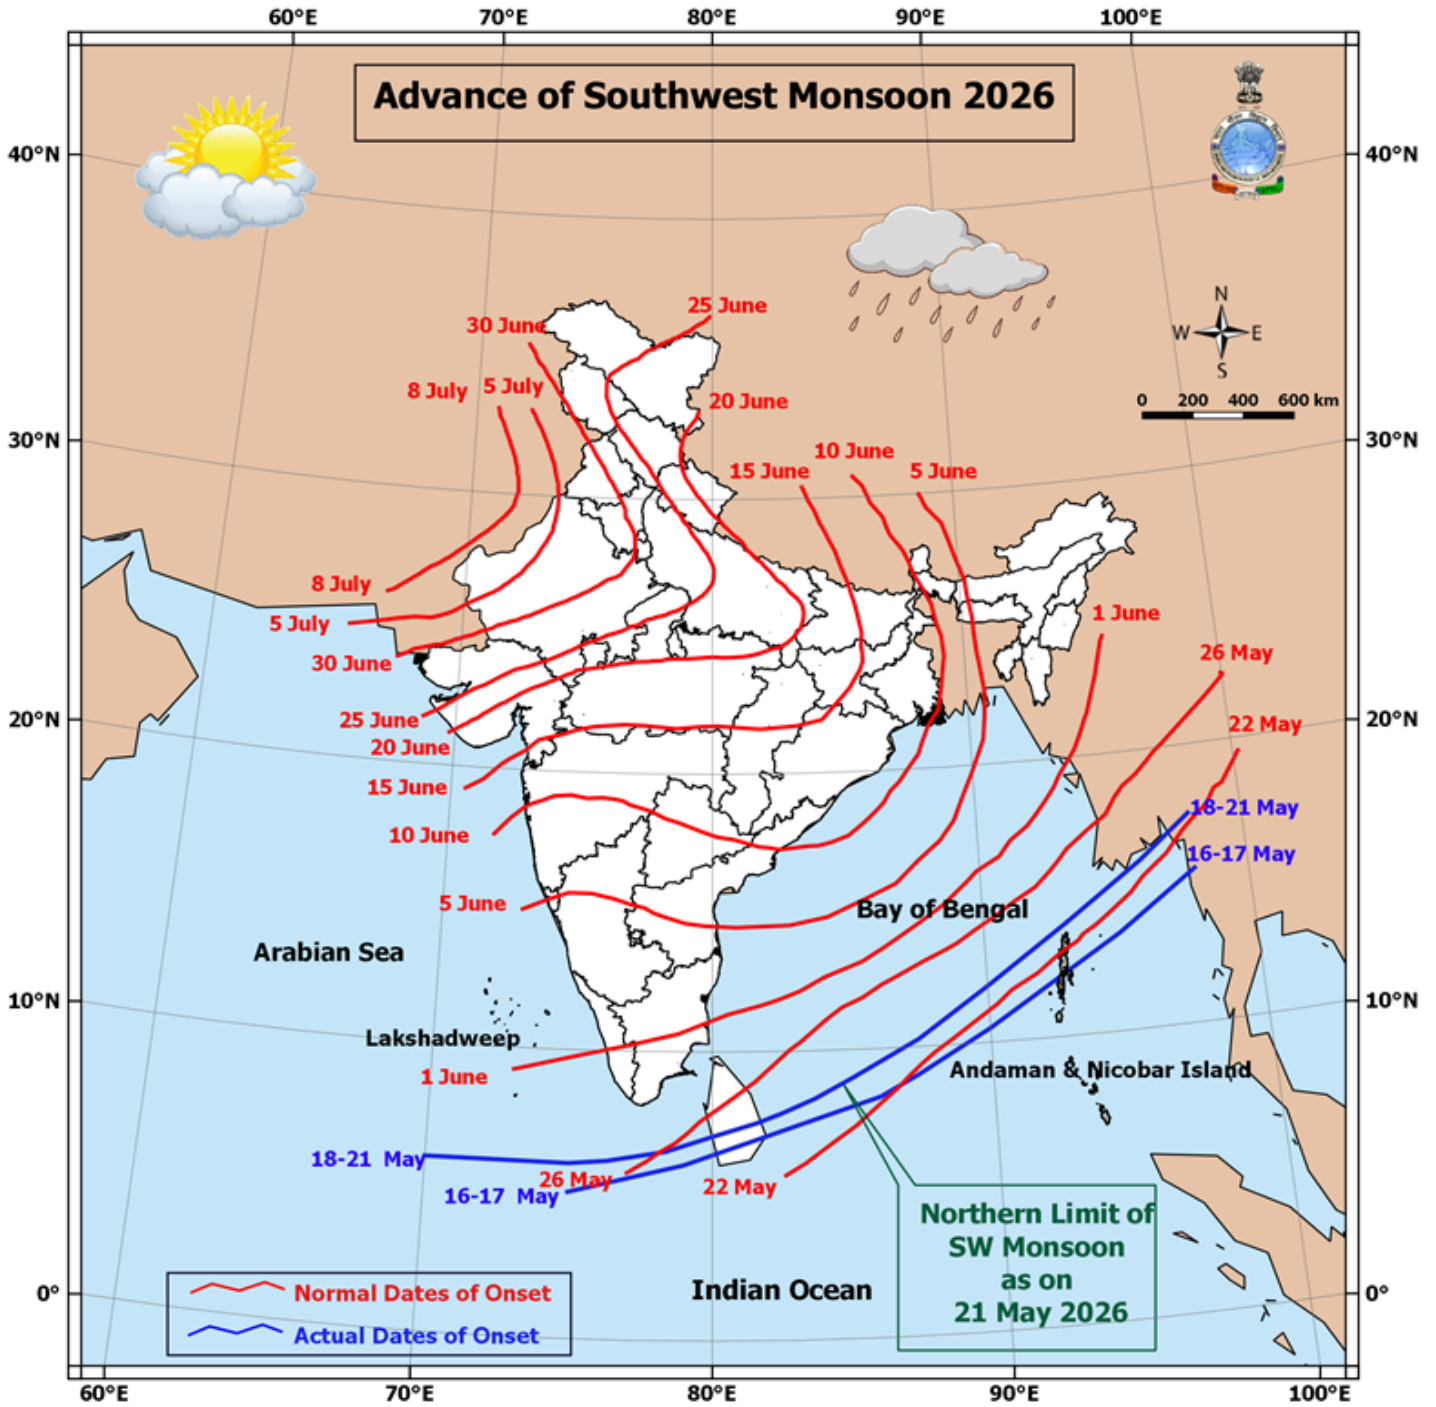 60°E
70°E
80°E
90°E
100°E
Advance of Southwest Monsoon 2026
40°N
40°N
N
W
E
S
25 June
30 June
8 July
5 July
20 June
0
200
400
600 km
30°N
30°N
10 June
15 June
5 June
8 July
5 July
1 June
30 June
26 May
20°N
25 June
20°N
22 May
20 June
15 June
18-21 May
10 June
16-17 May
5 June
Bay of Bengal
Arabian Sea
10°N
10°N
Lakshadweep
1 June
Andaman & Nicobar Island
18-21 May
26 May
16-17 May
22 May
Northern Limit of
SW Monsoon
as on
21 May 2026
0°
0°
Indian Ocean
Normal Dates of Onset
Actual Dates of Onset
60°E
70°E
80°E
90°E
100°E